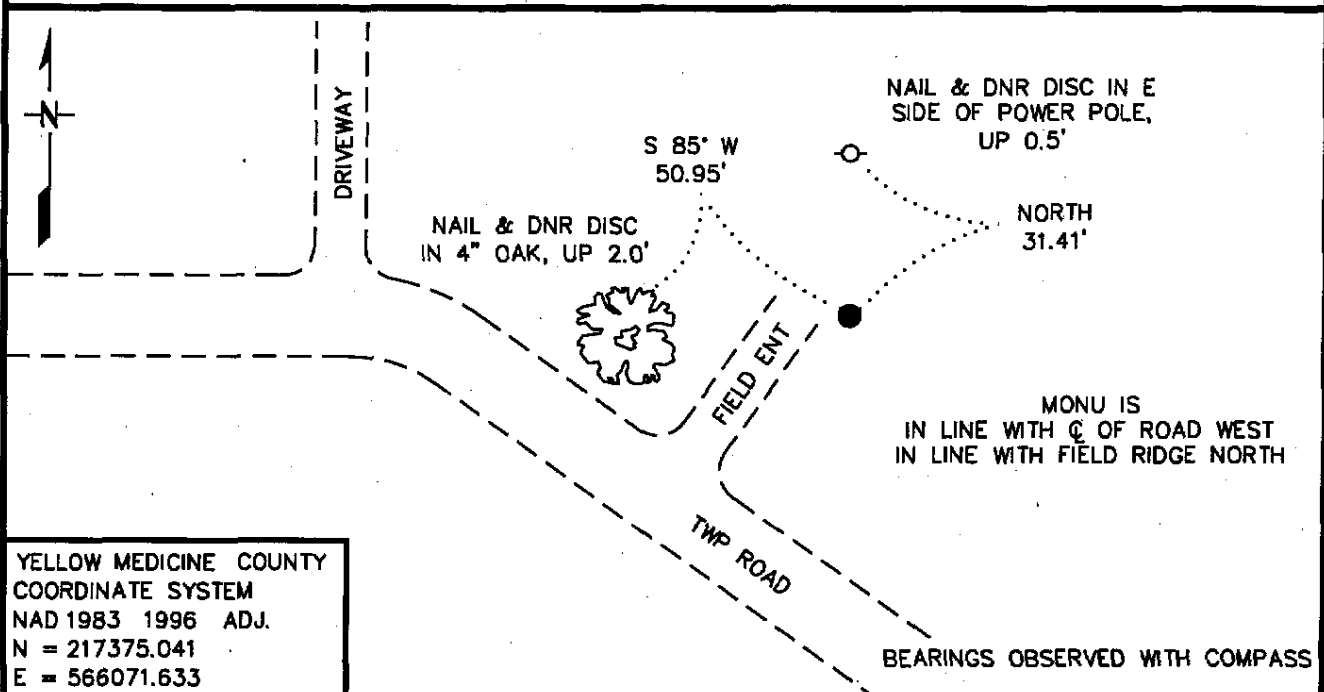 N
DRIVEWAY
NAIL & DNR DISC IN E
SIDE OF POWER POLE,
UP 0.5'
S 85° W
50.95'
NORTH
31.41'
NAIL & DNR DISC
IN 4" OAK, UP 2.0'
FIELD ENT
MONU IS
IN LINE WITH ℄ OF ROAD WEST
IN LINE WITH FIELD RIDGE NORTH
TWP ROAD
YELLOW MEDICINE COUNTY
COORDINATE SYSTEM
NAD 1983 1996 ADJ.
N = 217375.041
E = 566071.633
BEARINGS OBSERVED WITH COMPASS